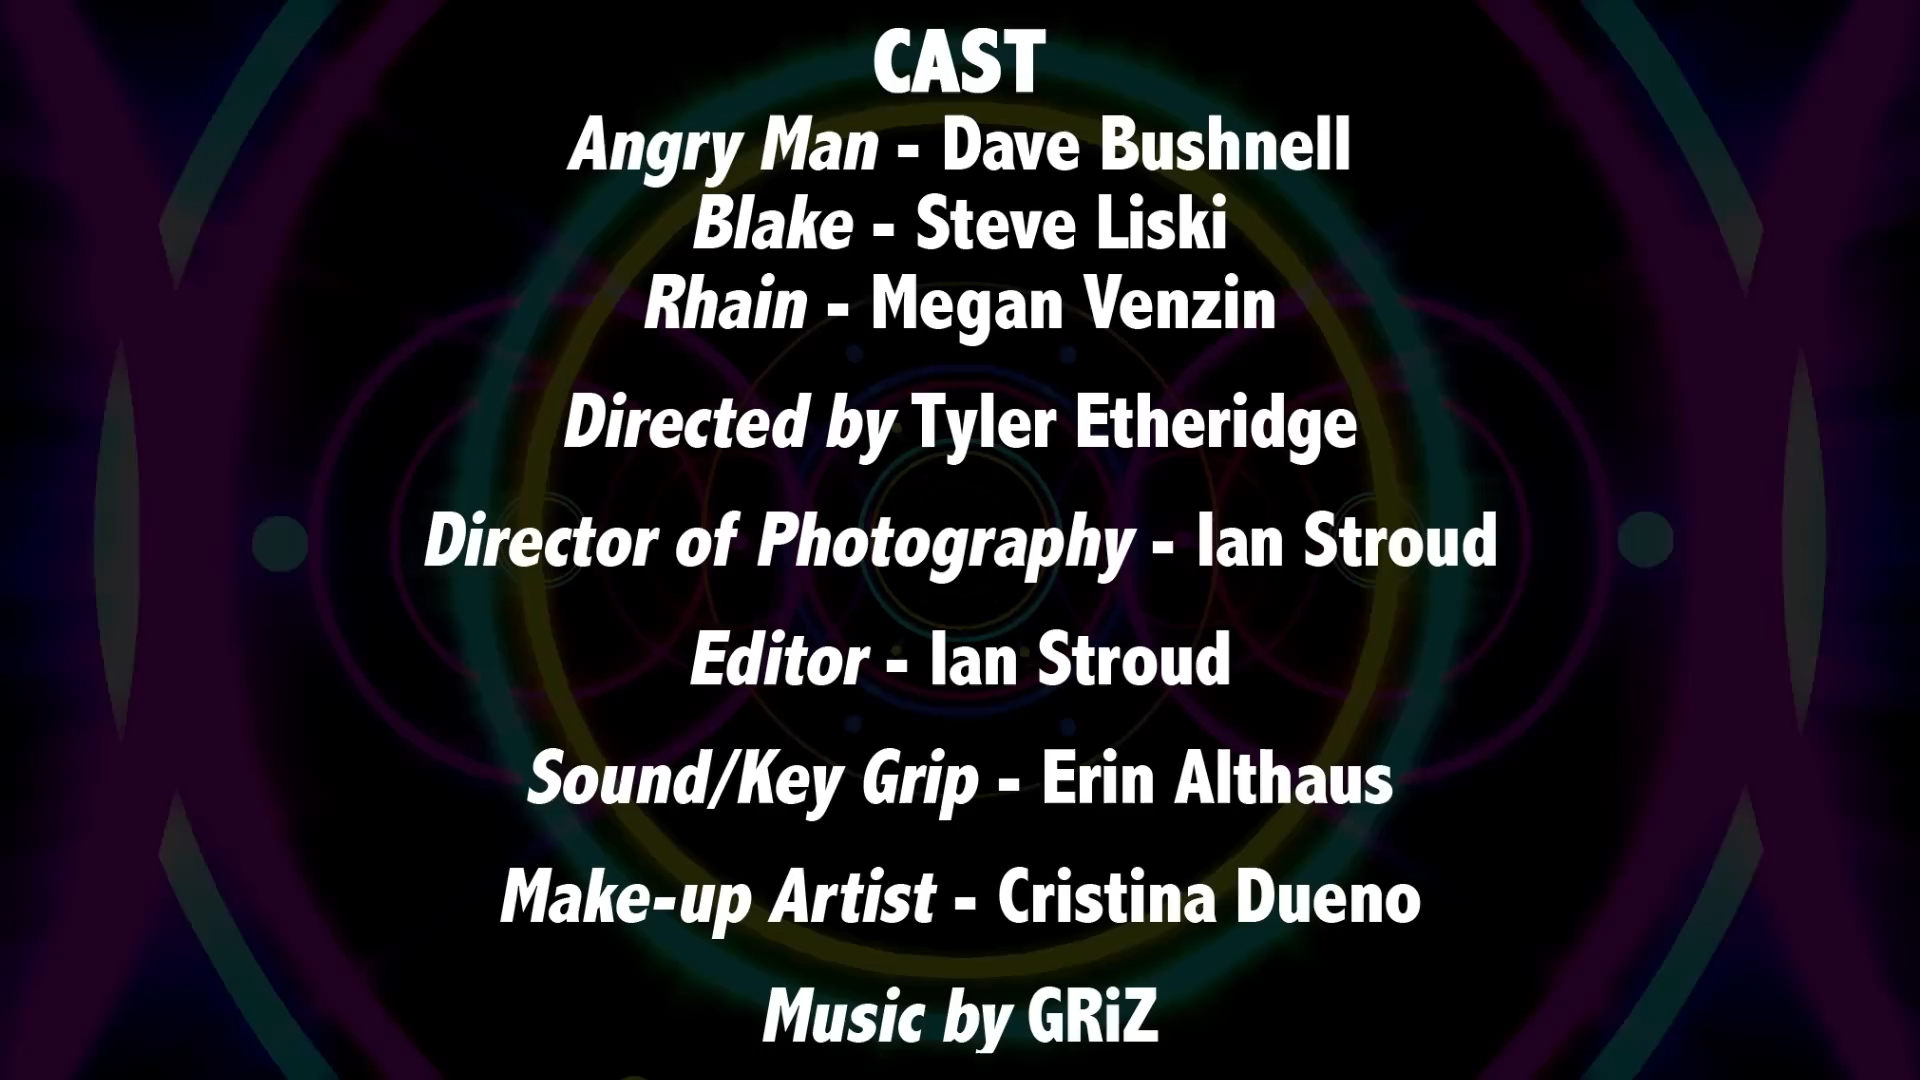 CAST
Angry Man - Dave Bushnell
Blake - Steve Liski
Rhain - Megan Venzin
Directed by Tyler Etheridge
Director of Photography - Ian Stroud
Editor - Ian Stroud
Sound/Key Grip - Erin Althaus
Make-up Artist - Cristina Dueno
Music by GRiZ